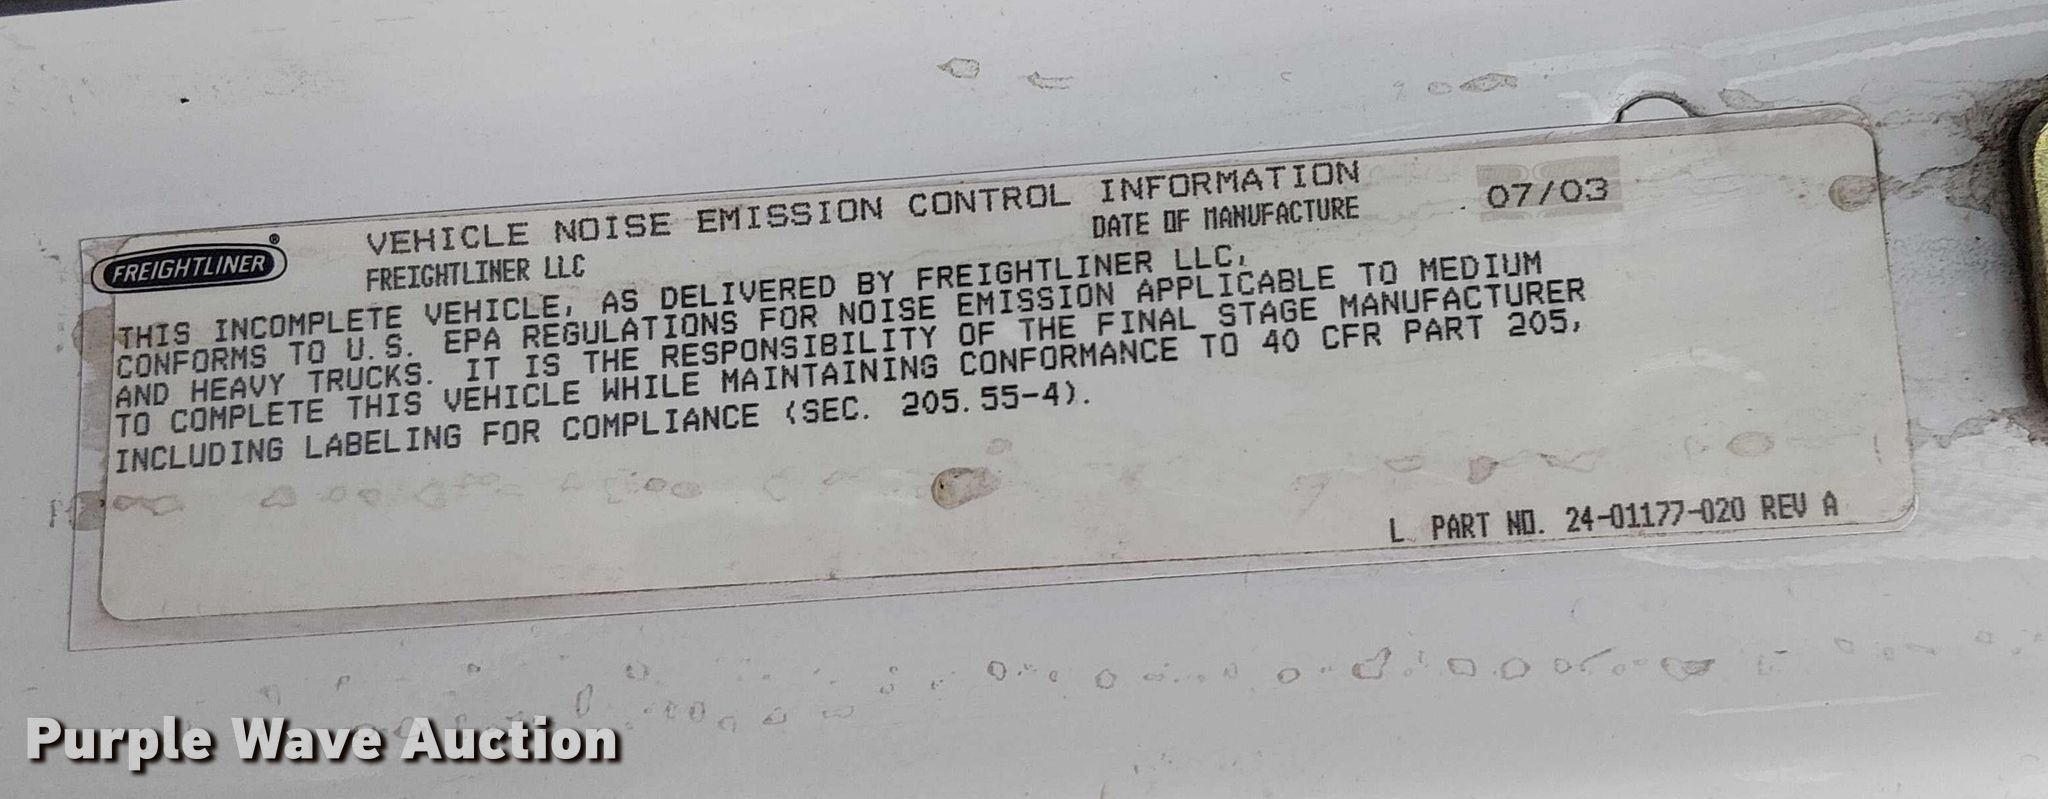 FREIGHTLINER®
VEHICLE NOISE EMISSION CONTROL INFORMATION
FREIGHTLINER LLC
DATE OF MANUFACTURE 07/03
THIS INCOMPLETE VEHICLE, AS DELIVERED BY FREIGHTLINER LLC,
CONFORMS TO U.S. EPA REGULATIONS FOR NOISE EMISSION APPLICABLE TO MEDIUM
AND HEAVY TRUCKS. IT IS THE RESPONSIBILITY OF THE FINAL STAGE MANUFACTURER
TO COMPLETE THIS VEHICLE WHILE MAINTAINING CONFORMANCE TO 40 CFR PART 205,
INCLUDING LABELING FOR COMPLIANCE (SEC. 205.55-4).
L PART NO. 24-01177-020 REV A
Purple Wave Auction